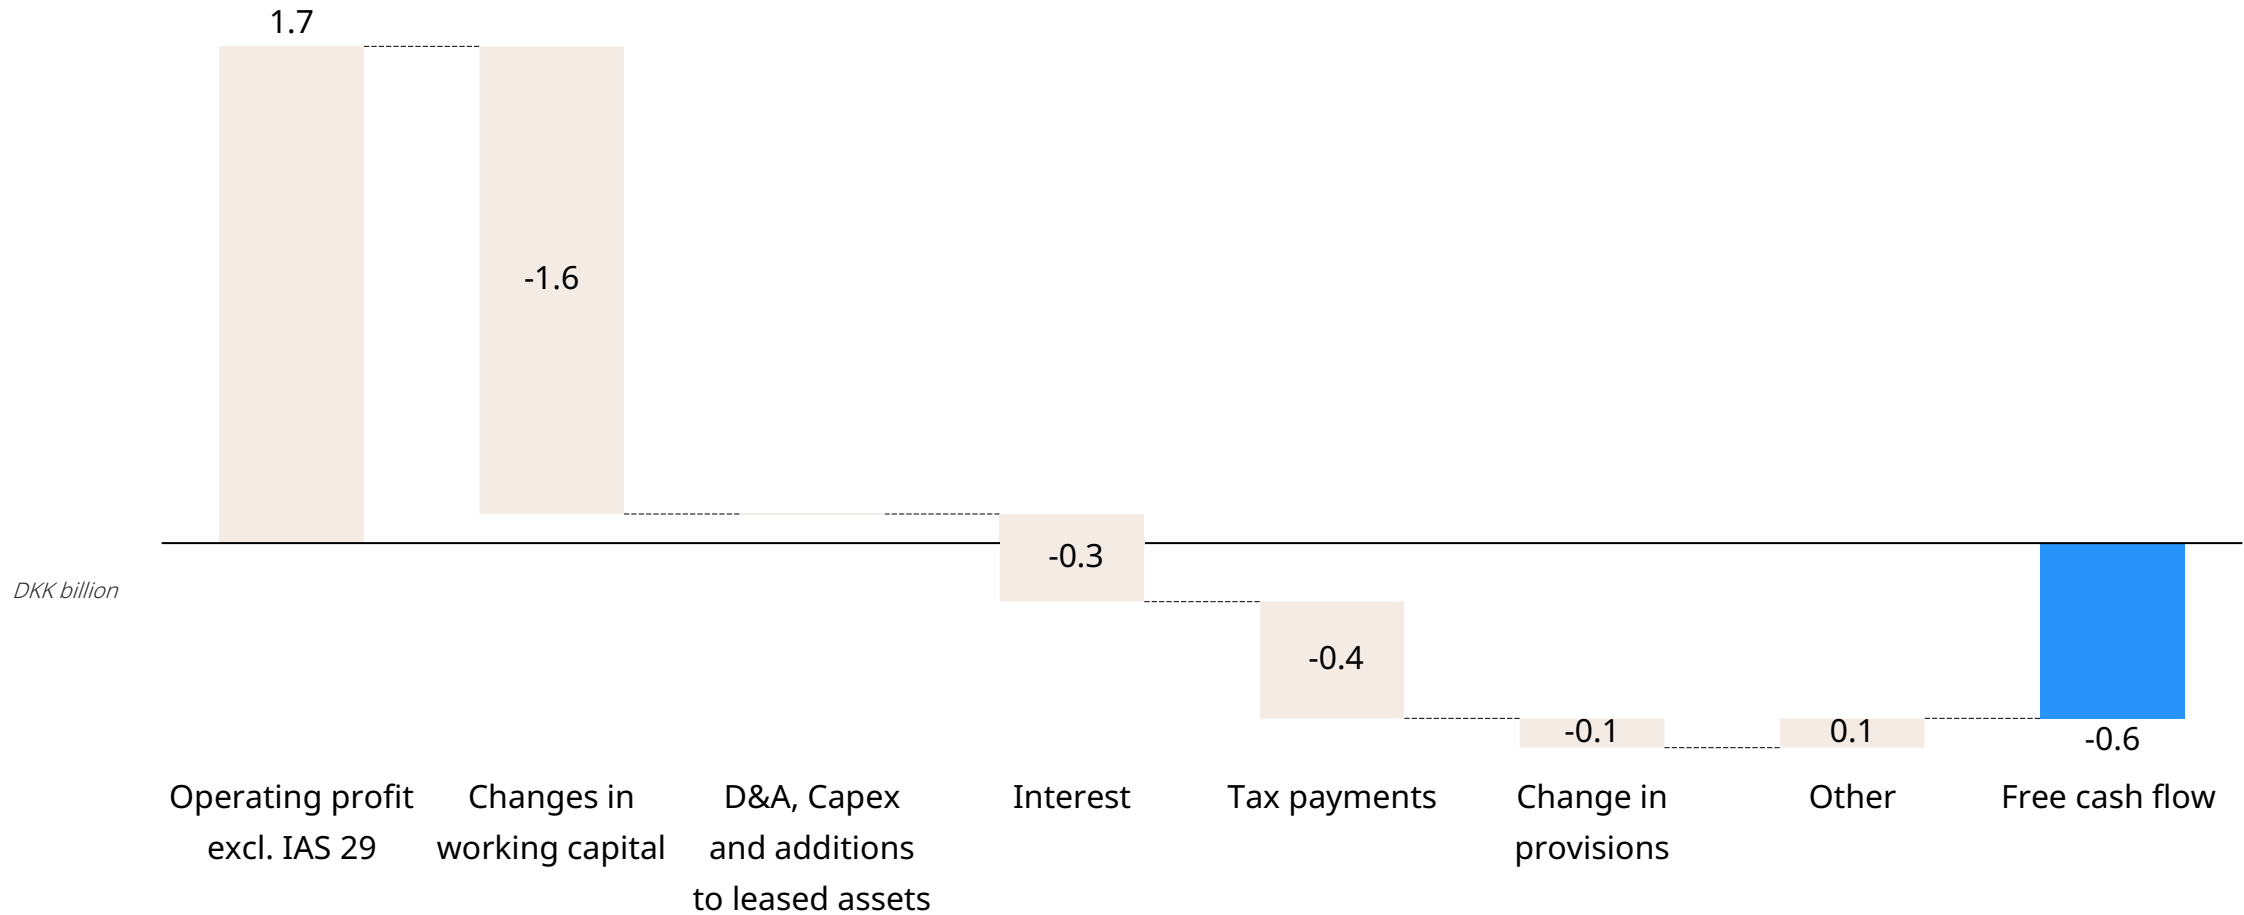 1.7
-1.6
-0.3
DKK billion
-0.4
-0.1
0.1
-0.6
Operating profit
excl. IAS 29
Changes in
working capital
D&A, Capex
and additions
to leased assets
Interest
Tax payments
Change in
provisions
Other
Free cash flow